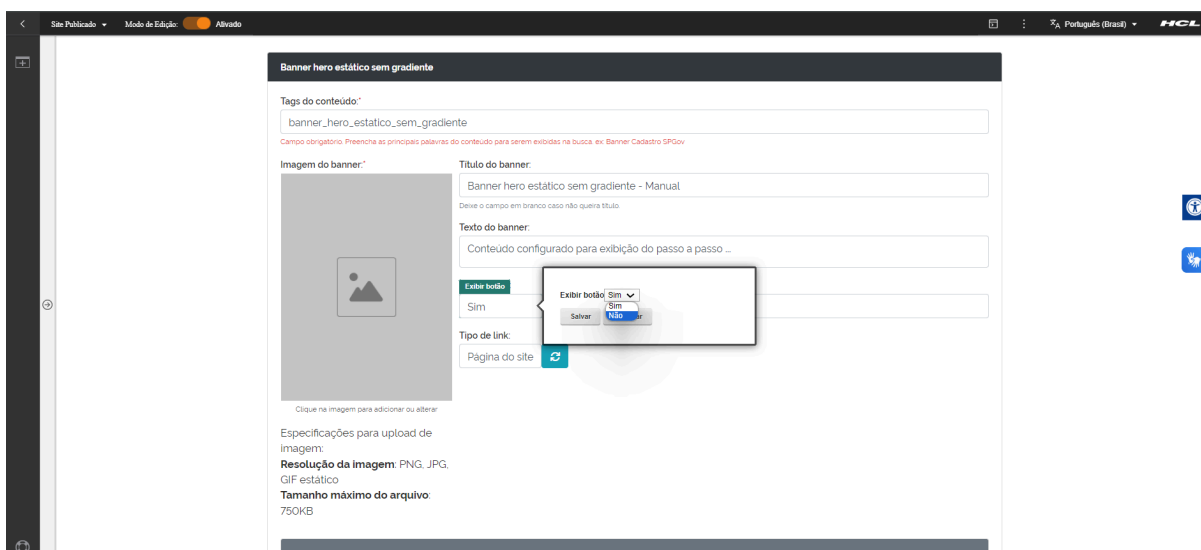 Site Publicado Modo de Edição: Ativado Português (Brasil) HCL
Banner hero estático sem gradiente
Tags do conteúdo:*
banner_hero_estatico_sem_gradiente
Campo obrigatório. Preencha as principais palavras do conteúdo para serem exibidas na busca. ex: Banner Cadastro SPGov
Imagem do banner:*
Título do banner:
Banner hero estático sem gradiente - Manual
Deixe o campo em branco caso não queira título.
Texto do banner:
Conteúdo configurado para exibição do passo a passo ...
Exibir botão
Sim
Exibir botão Sim
Sim
Não
Salvar
Tipo de link:
Página do site
Clique na imagem para adicionar ou alterar
Especificações para upload de
imagem:
Resolução da imagem: PNG, JPG,
GIF estático
Tamanho máximo do arquivo:
750KB